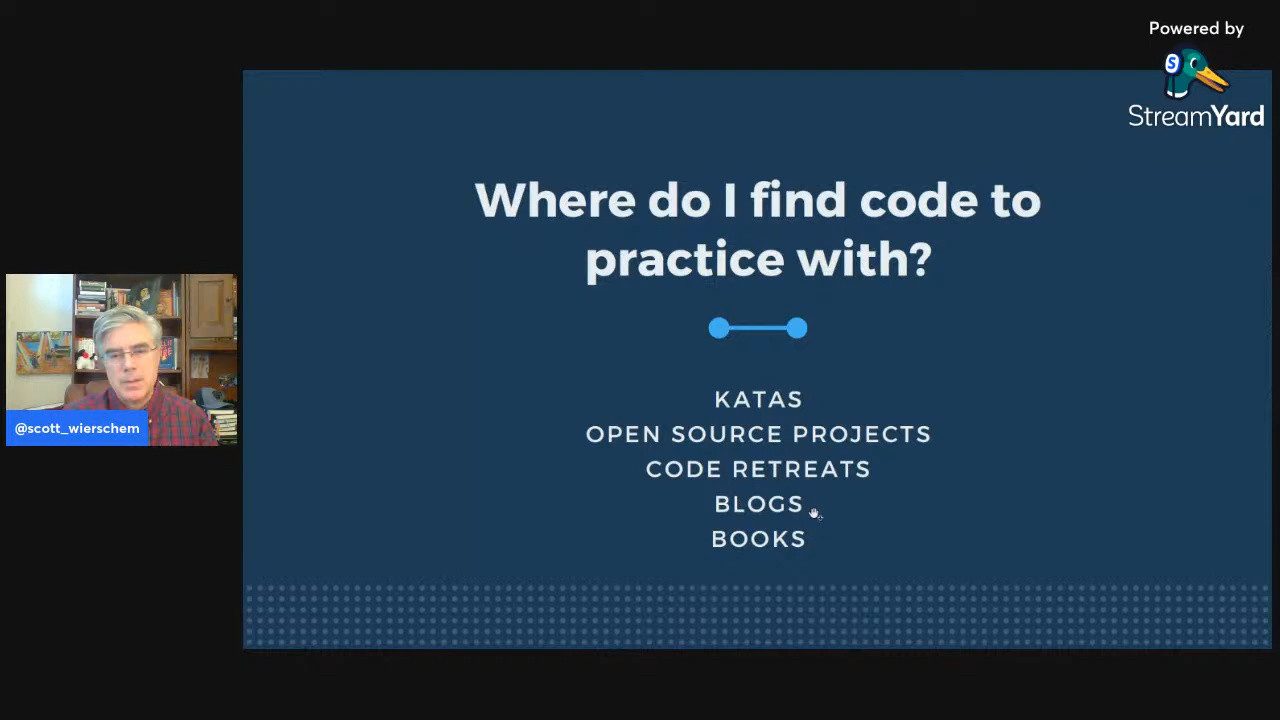 Powered by
S
StreamYard
Where do I find code to
practice with?
KATAS
OPEN SOURCE PROJECTS
CODE RETREATS
BLOGS
BOOKS
@scott_wierschem